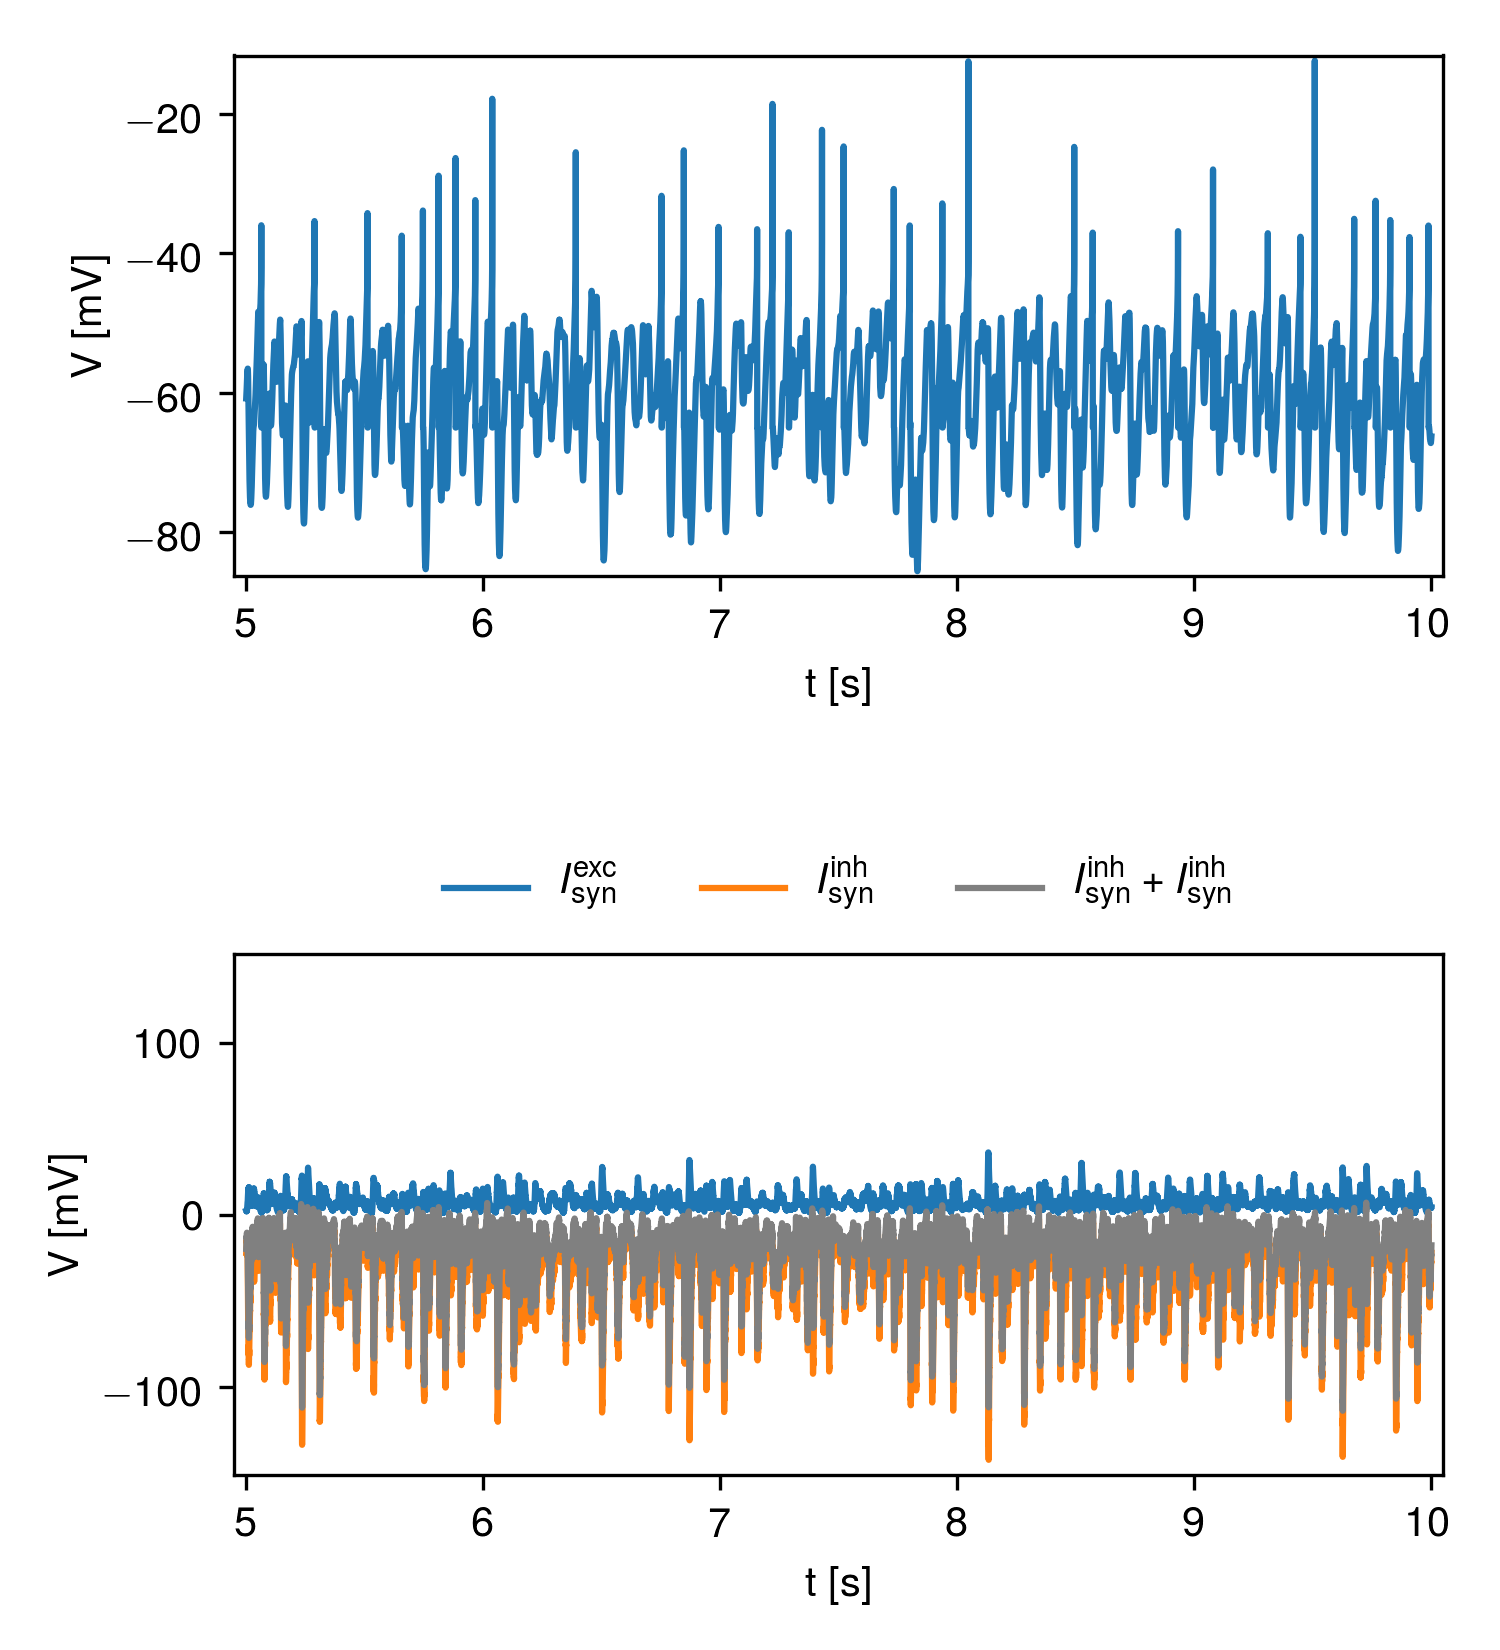 V [mV]
−20
−40
−60
−80
5 6 7 8 9 10
t [s]
I_syn^exc I_syn^inh I_syn^inh + I_syn^inh
V [mV]
100
0
−100
5 6 7 8 9 10
t [s]